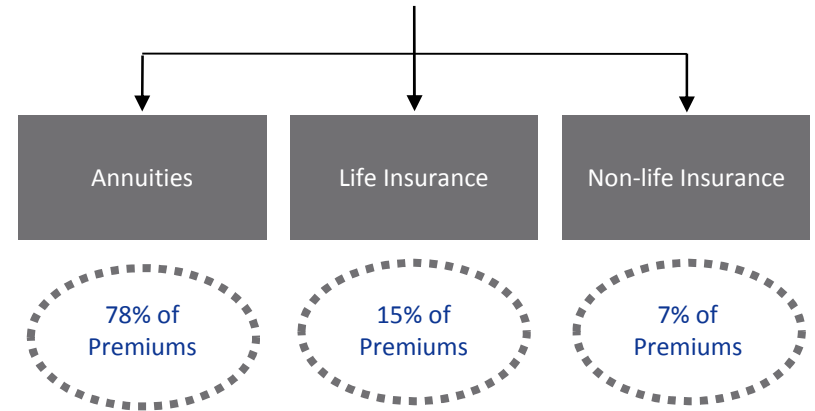 Annuities
Life Insurance
Non-life Insurance
78% of
Premiums
15% of
Premiums
7% of
Premiums